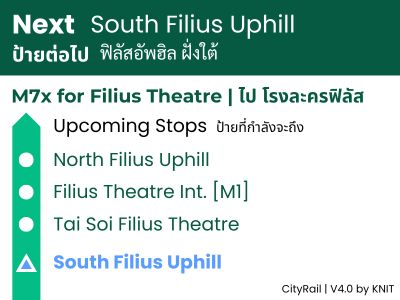 Next South Filius Uphill
ป้ายต่อไป ฟิลัสอัพฮิล ฝั่งใต้
M7x for Filius Theatre | ไป โรงละครฟิลัส
Upcoming Stops ป้ายที่กำลังจะถึง
North Filius Uphill
Filius Theatre Int. [M1]
Tai Soi Filius Theatre
South Filius Uphill
CityRail | V4.0 by KNIT